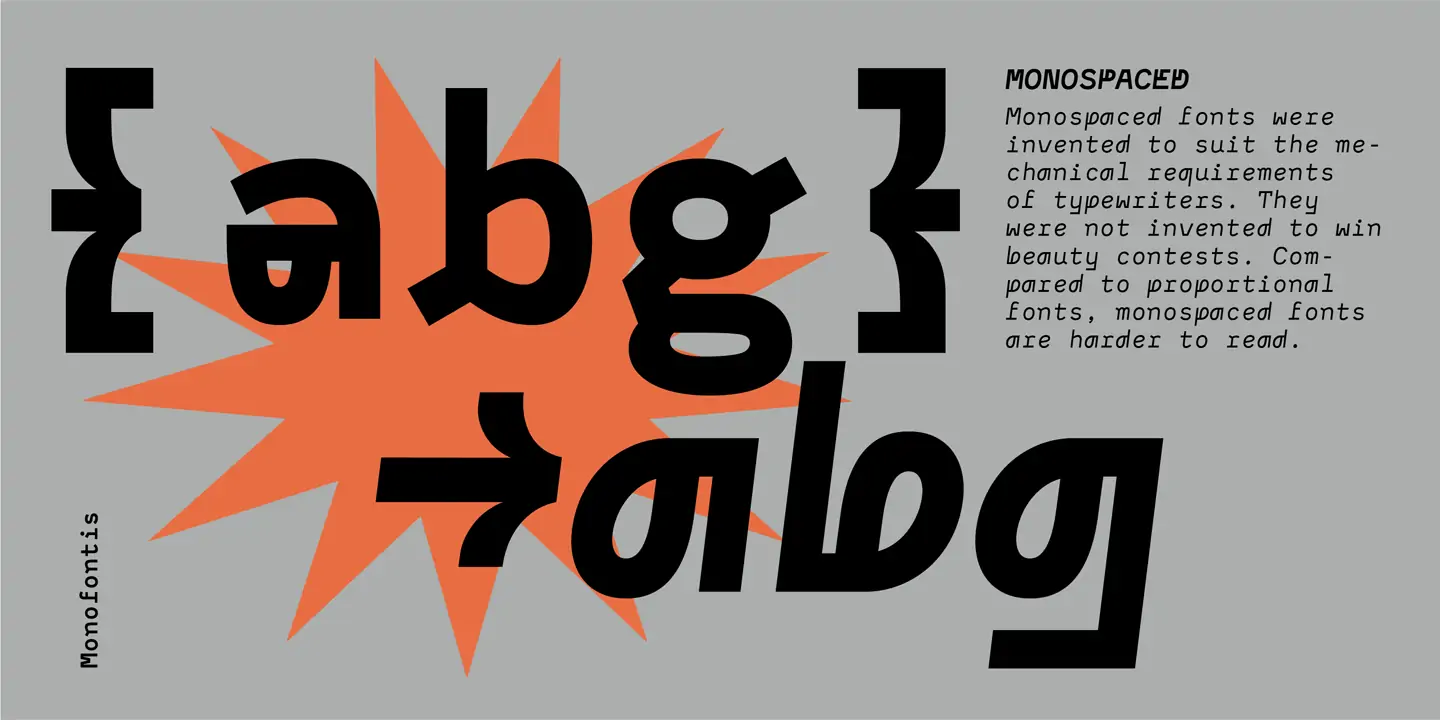 {abg}
→abg
MONOSPACED
Monospaced fonts were
invented to suit the me-
chanical requirements
of typewriters. They
were not invented to win
beauty contests. Com-
pared to proportional
fonts, monospaced fonts
are harder to read.
Monofontis